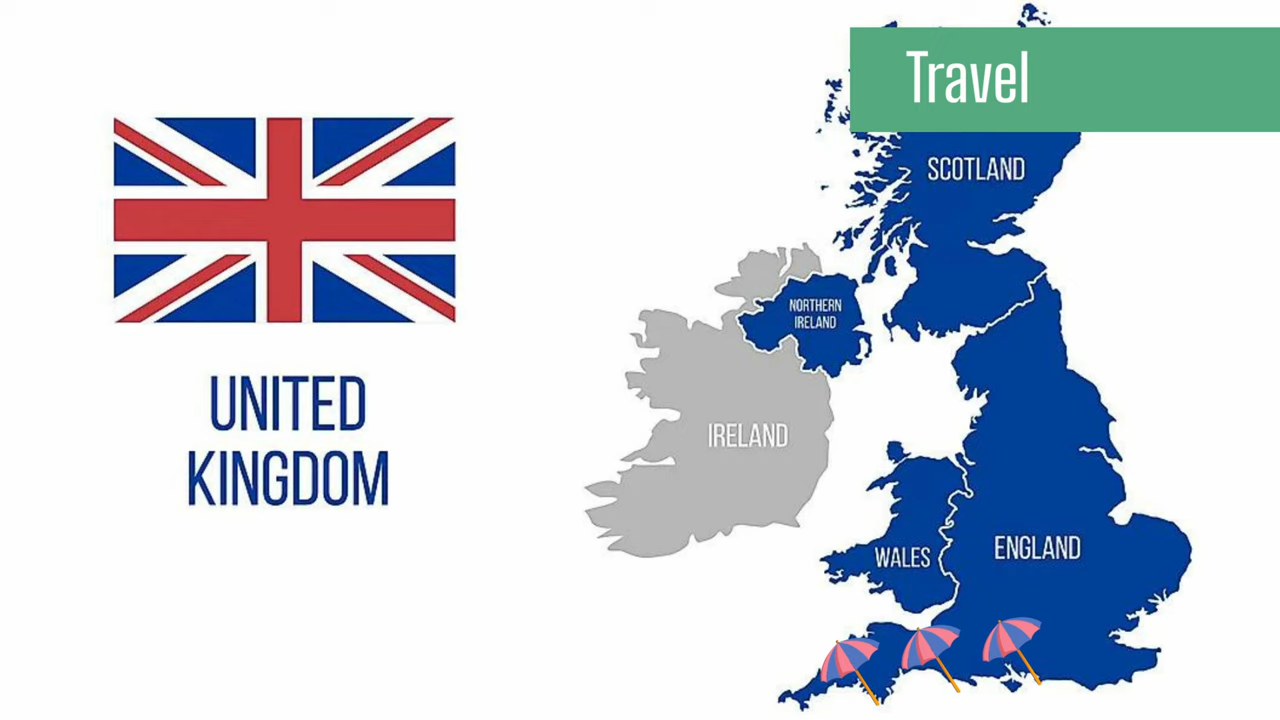 Travel
SCOTLAND
NORTHERN
IRELAND
UNITED
KINGDOM
IRELAND
WALES
ENGLAND